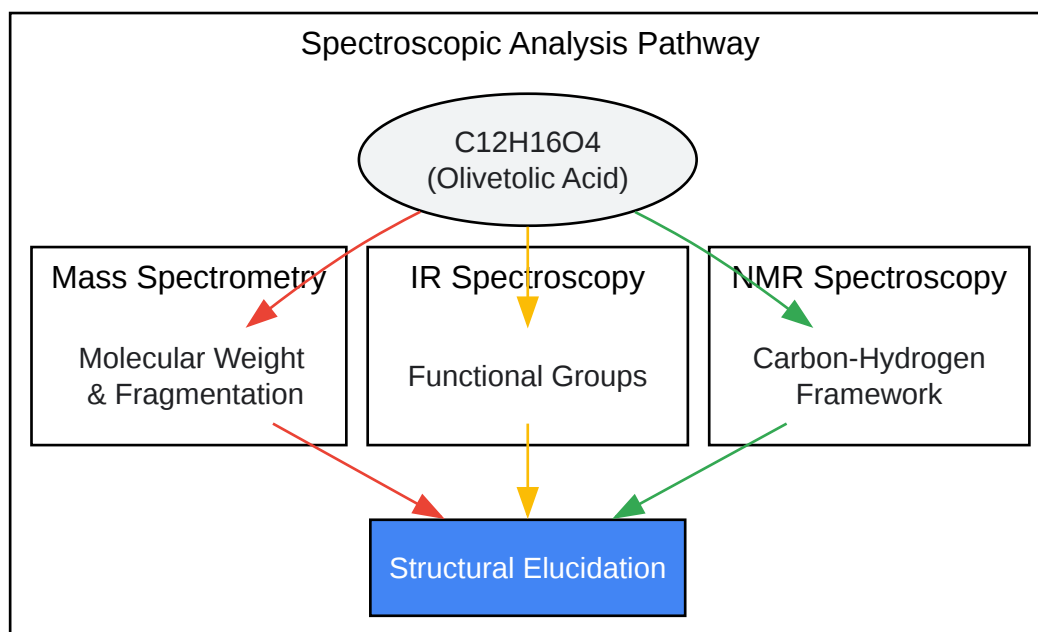 Spectroscopic Analysis Pathway
C12H16O4
(Olivetolic Acid)
Mass Spectrometry
Molecular Weight
& Fragmentation
IR Spectroscopy
Functional Groups
NMR Spectroscopy
Carbon-Hydrogen
Framework
Structural Elucidation